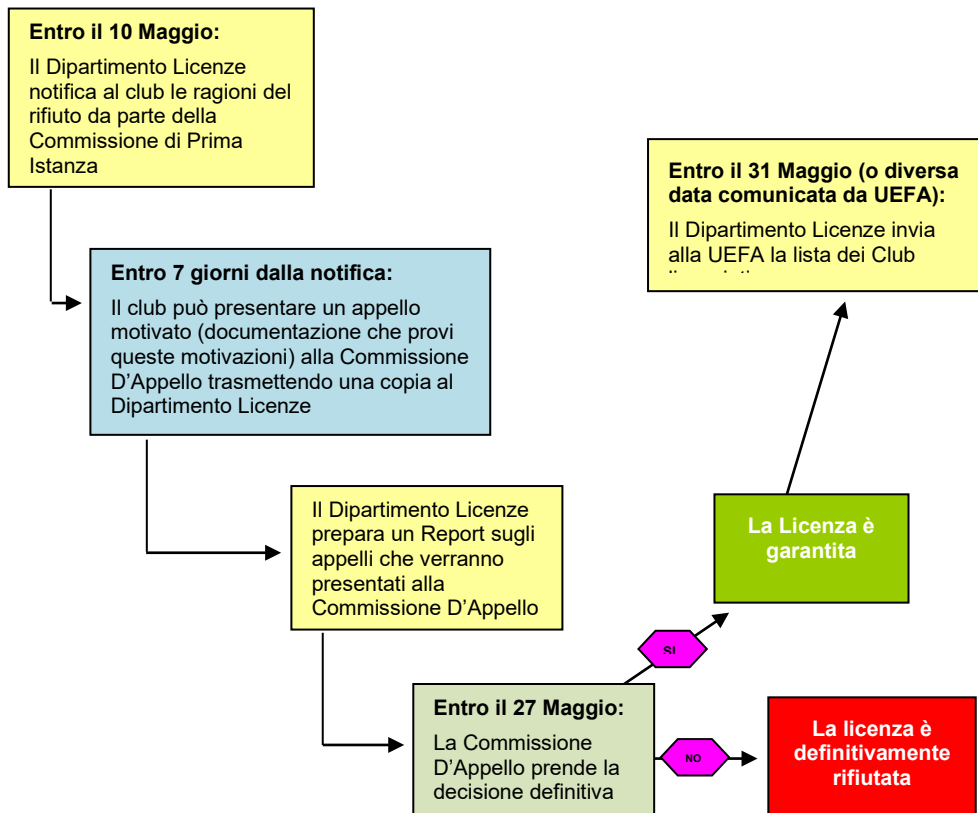 Entro il 10 Maggio:
Il Dipartimento Licenze
notifica al club le ragioni del
rifiuto da parte della
Commissione di Prima
Istanza
Entro il 31 Maggio (o diversa
data comunicata da UEFA):
Il Dipartimento Licenze invia
alla UEFA la lista dei Club
Entro 7 giorni dalla notifica:
Il club può presentare un appello
motivato (documentazione che provi
queste motivazioni) alla Commissione
D’Appello trasmettendo una copia al
Dipartimento Licenze
Il Dipartimento Licenze
prepara un Report sugli
appelli che verranno
presentati alla
Commissione D’Appello
La Licenza è
garantita
SI
Entro il 27 Maggio:
La Commissione
D’Appello prende la
decisione definitiva
NO
La licenza è
definitivamente
rifiutata